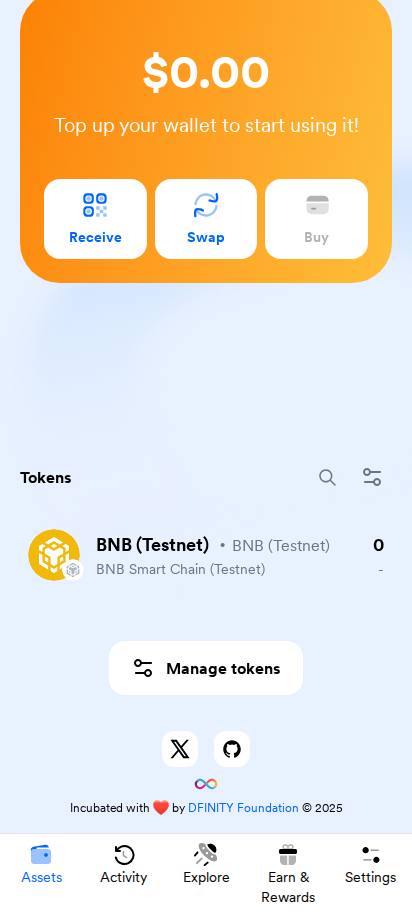 $0.00
Top up your wallet to start using it!
Receive Swap Buy
Tokens
BNB (Testnet) • BNB (Testnet) 0
BNB Smart Chain (Testnet) -
Manage tokens
Incubated with ❤️ by DFINITY Foundation © 2025
Assets Activity Explore Earn & Rewards Settings